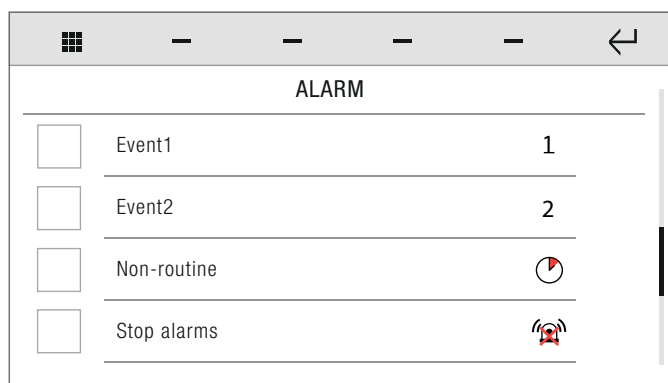 ALARM
Event1 1
Event2 2
Non-routine
Stop alarms